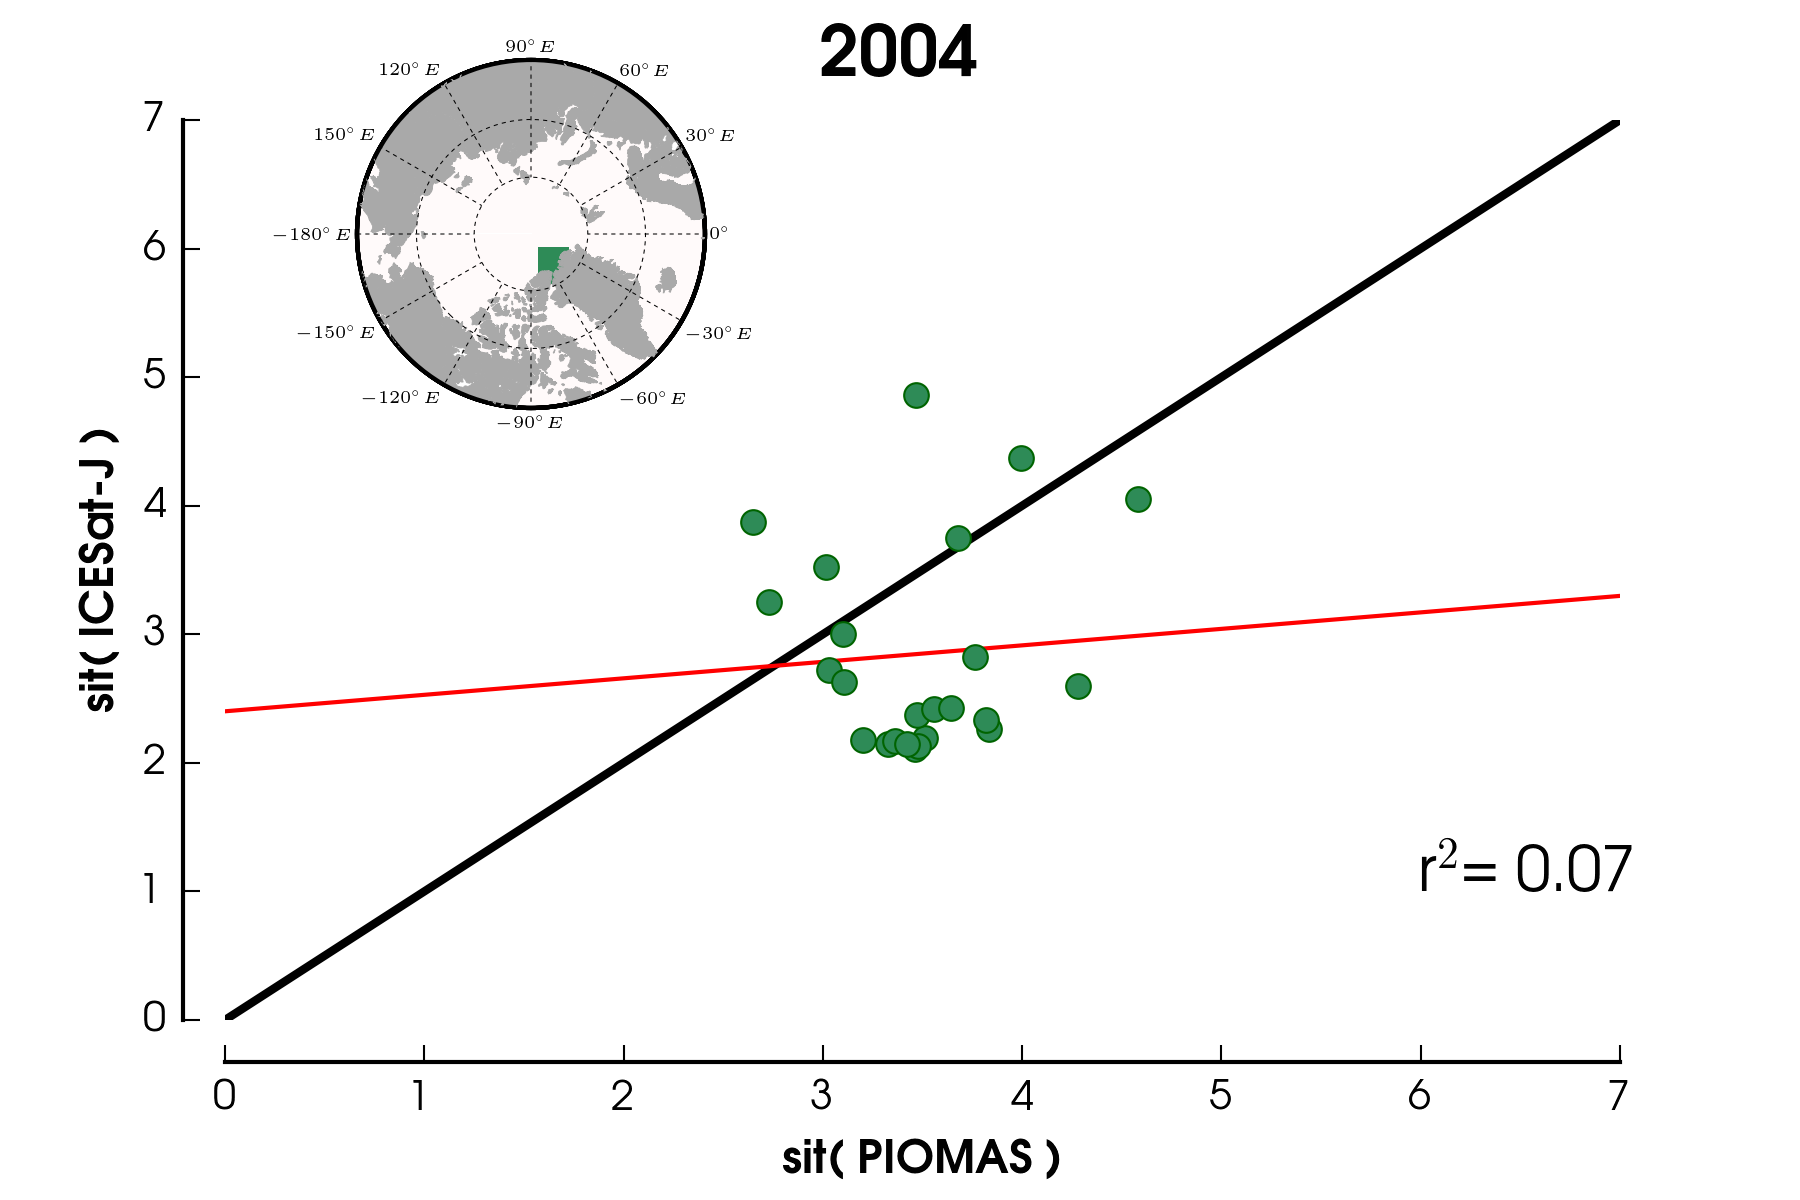 2004
90° E
120° E
60° E
150° E
30° E
−180° E
0°
−150° E
−30° E
−120° E
−60° E
−90° E
7
6
5
4
3
2
1
0
sit( ICESat-J )
r²= 0.07
0 1 2 3 4 5 6 7
sit( PIOMAS )